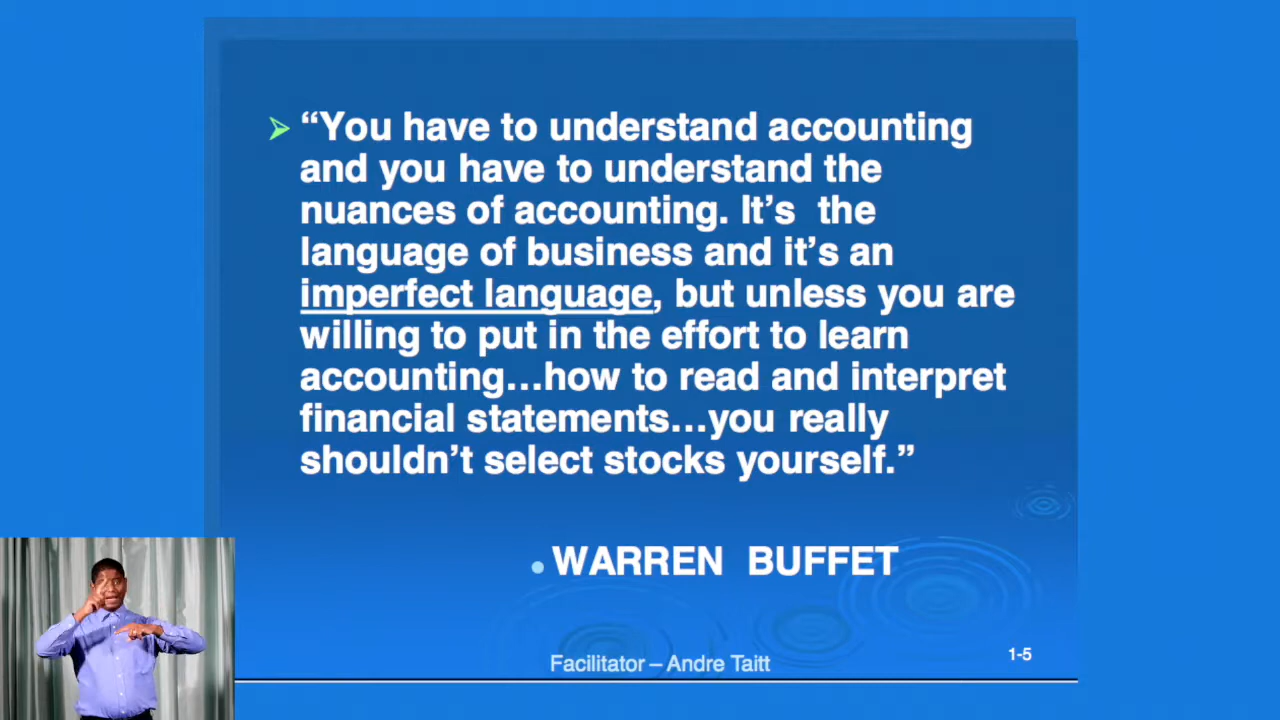 “You have to understand accounting
and you have to understand the
nuances of accounting. It’s  the
language of business and it’s an
imperfect language, but unless you are
willing to put in the effort to learn
accounting…how to read and interpret
financial statements…you really
shouldn’t select stocks yourself.”
WARREN  BUFFET
Facilitator – Andre Taitt
1-5